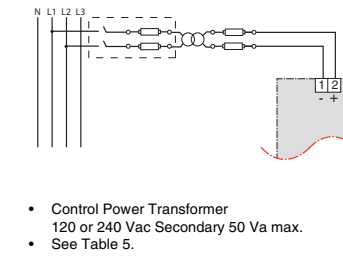 N L1 L2 L3
1 2
- +
• Control Power Transformer
120 or 240 Vac Secondary 50 Va max.
• See Table 5.